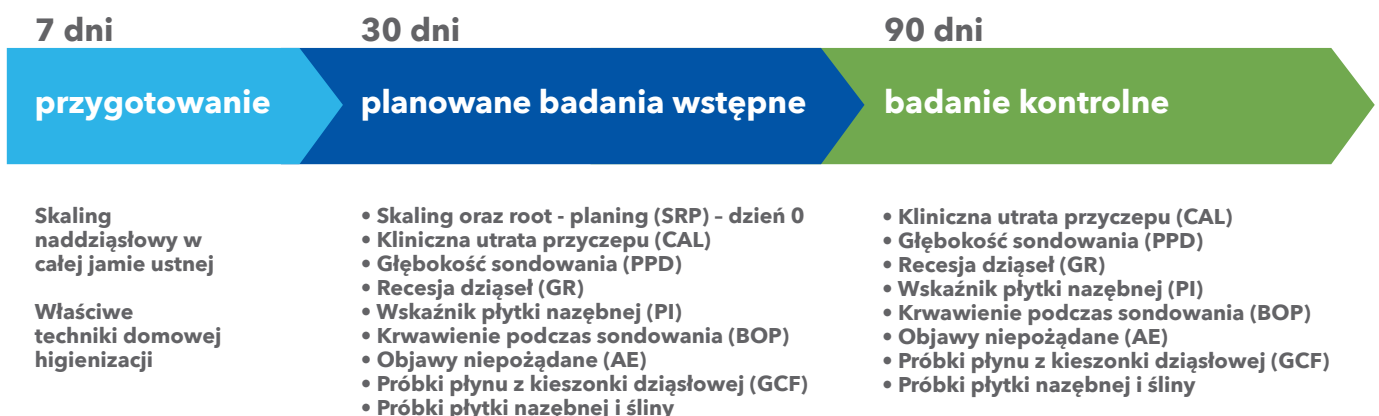 7 dni
przygotowanie
Skaling
naddziąsłowy w
całej jamie ustnej
Właściwe
techniki domowej
higienizacji
30 dni
planowane badania wstępne
• Skaling oraz root - planing (SRP) – dzień 0
• Kliniczna utrata przyczepu (CAL)
• Głębokość sondowania (PPD)
• Recesja dziąseł (GR)
• Wskaźnik płytki nazębnej (PI)
• Krwawienie podczas sondowania (BOP)
• Objawy niepożądane (AE)
• Próbki płynu z kieszonki dziąsłowej (GCF)
• Próbki płytki nazębnej i śliny
90 dni
badanie kontrolne
• Kliniczna utrata przyczepu (CAL)
• Głębokość sondowania (PPD)
• Recesja dziąseł (GR)
• Wskaźnik płytki nazębnej (PI)
• Krwawienie podczas sondowania (BOP)
• Objawy niepożądane (AE)
• Próbki płynu z kieszonki dziąsłowej (GCF)
• Próbki płytki nazębnej i śliny